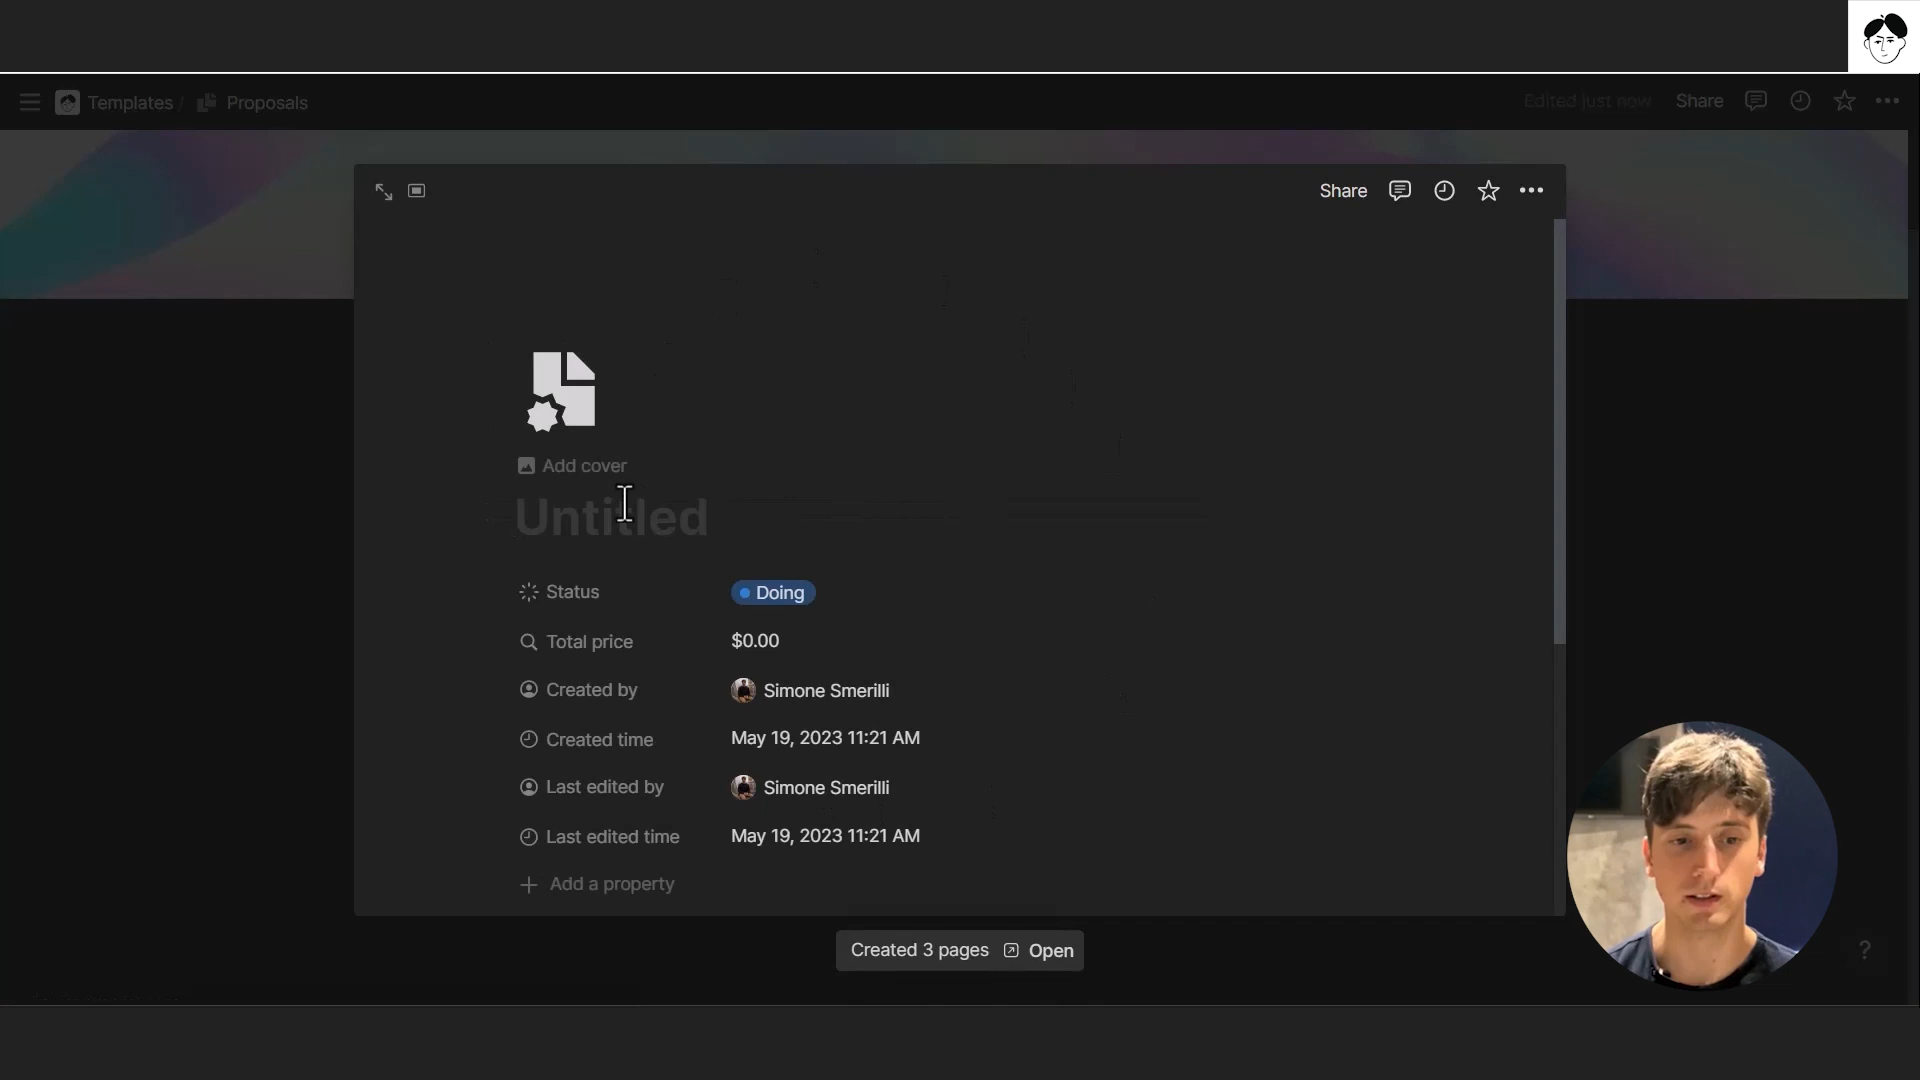 Templates / Proposals
Edited just now Share
Share
Add cover
Untitled
Status Doing
Total price $0.00
Created by Simone Smerilli
Created time May 19, 2023 11:21 AM
Last edited by Simone Smerilli
Last edited time May 19, 2023 11:21 AM
Add a property
Created 3 pages Open
?